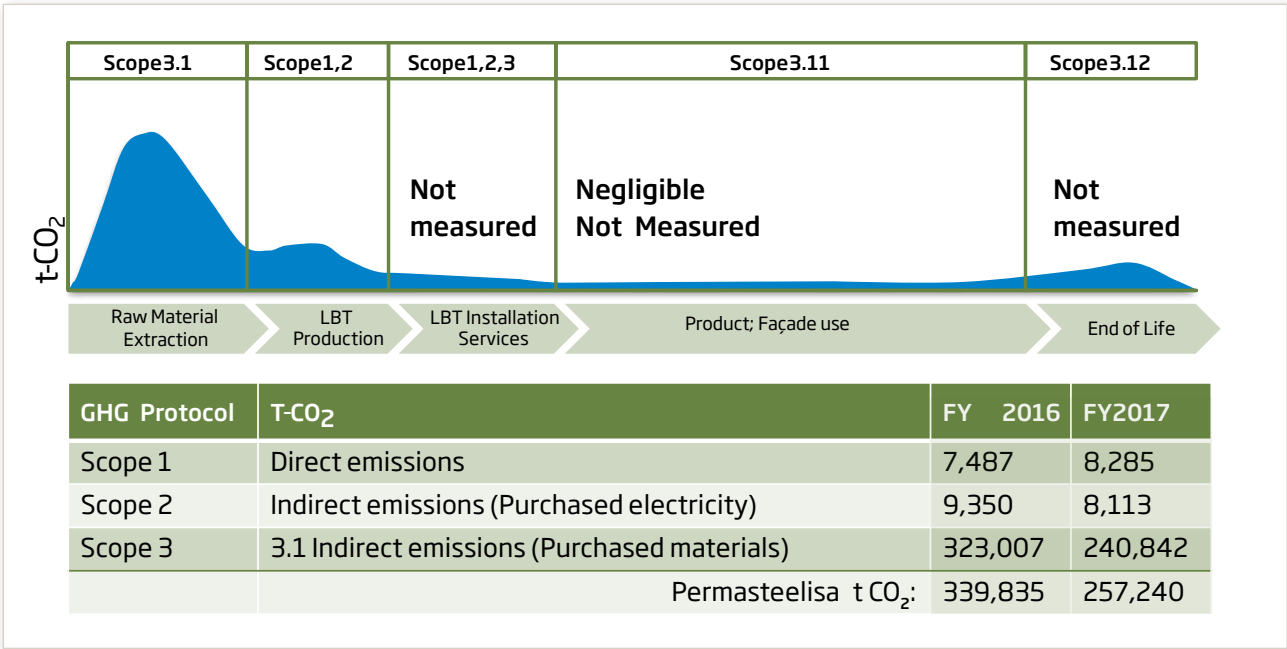 Scope3.1 Scope1,2 Scope1,2,3 Scope3.11 Scope3.12
Not measured
Negligible
Not Measured
Not measured
t-CO₂
Raw Material
Extraction
LBT
Production
LBT Installation
Services
Product; Façade use
End of Life
GHG Protocol T-CO₂ FY 2016 FY2017
Scope 1 Direct emissions 7,487 8,285
Scope 2 Indirect emissions (Purchased electricity) 9,350 8,113
Scope 3 3.1 Indirect emissions (Purchased materials) 323,007 240,842
Permasteelisa t CO₂: 339,835 257,240